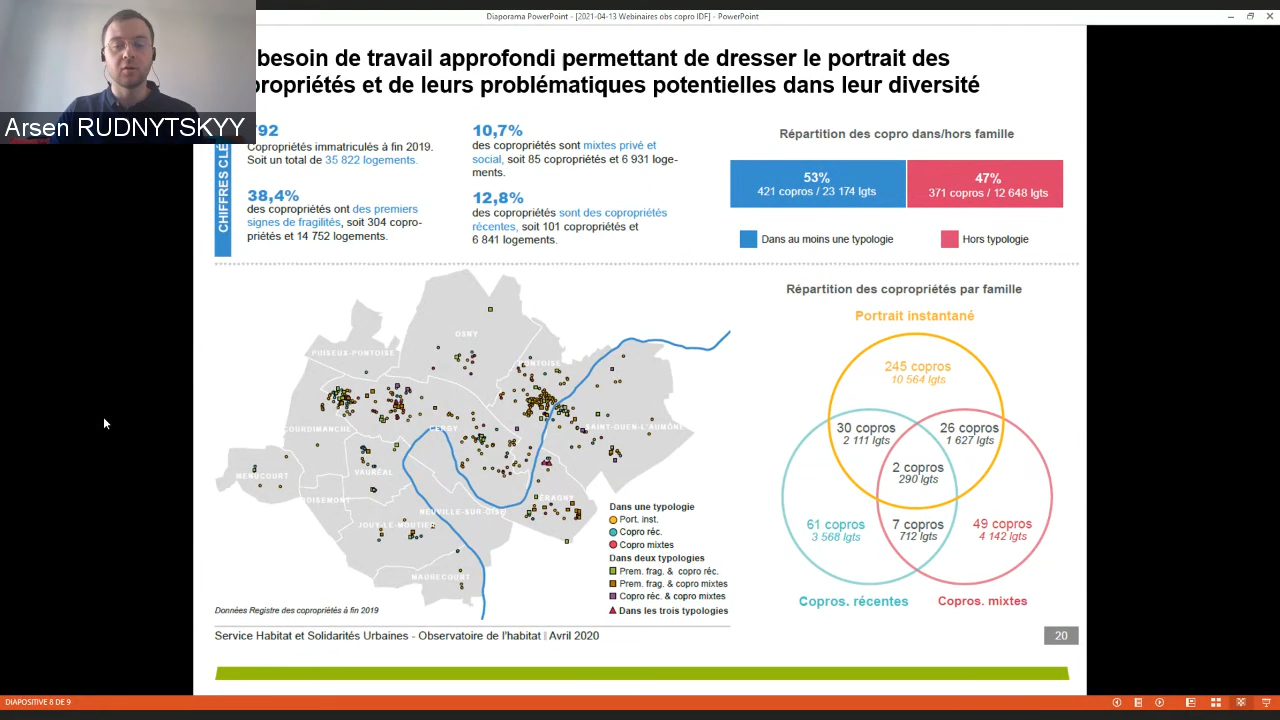 Diaporama PowerPoint - [2021-04-13 Webinaires obs copro IDF] - PowerPoint
Arsen RUDNYTSKYY
besoin de travail approfondi permettant de dresser le portrait des
propriétés et de leurs problématiques potentielles dans leur diversité
CHIFFRES CLÉ
792
Copropriétés immatriculés à fin 2019.
Soit un total de 35 822 logements.
38,4%
des copropriétés ont des premiers
signes de fragilités, soit 304 copro-
priétés et 14 752 logements.
10,7%
des copropriétés sont mixtes privé et
social, soit 85 copropriétés et 6 931 loge-
ments.
12,8%
des copropriétés sont des copropriétés
récentes, soit 101 copropriétés et
6 841 logements.
Répartition des copro dans/hors famille
53%
421 copros / 23 174 lgts
47%
371 copros / 12 648 lgts
Dans au moins une typologie
Hors typologie
OSNY
PUISEUX-PONTOISE
PONTOISE
COURDIMANCHE
CERGY
SAINT-OUEN-L'AUMÔNE
MENUCOURT
VAURÉAL
BOISEMONT
ERAGNY
NEUVILLE-SUR-OISE
JOUY-LE-MOUTIER
MAURECOURT
Dans une typologie
Port. inst.
Copro réc.
Copro mixtes
Dans deux typologies
Prem. frag. & copro réc.
Prem. frag. & copro mixtes
Copro réc. & copro mixtes
Dans les trois typologies
Données Registre des copropriétés à fin 2019
Répartition des copropriétés par famille
Portrait instantané
245 copros
10 564 lgts
30 copros
2 111 lgts
26 copros
1 627 lgts
2 copros
290 lgts
61 copros
3 568 lgts
7 copros
712 lgts
49 copros
4 142 lgts
Copros. récentes
Copros. mixtes
Service Habitat et Solidarités Urbaines - Observatoire de l'habitat | Avril 2020
20
DIAPOSITIVE 8 DE 9